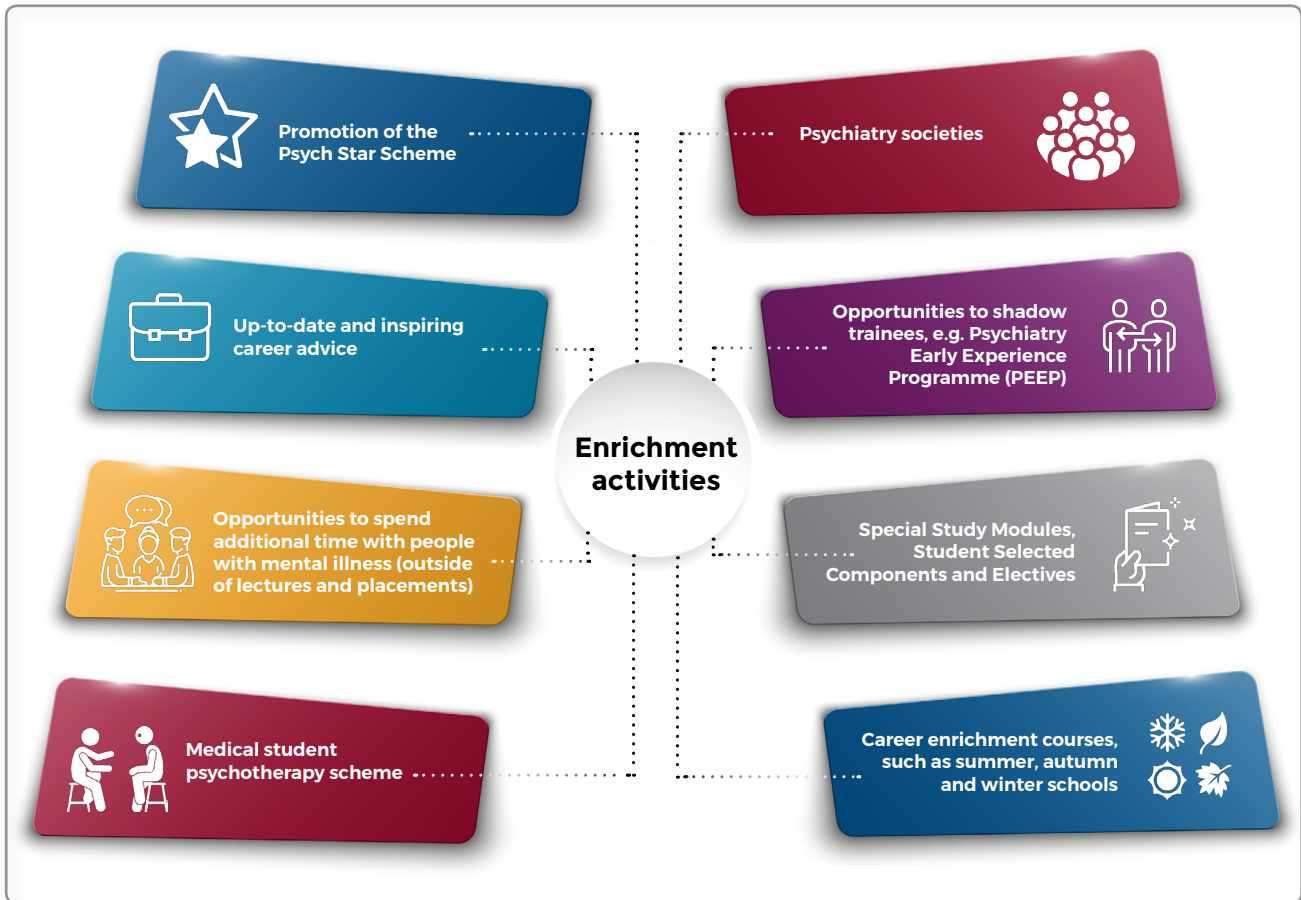 Promotion of the
Psych Star Scheme
Psychiatry societies
Up-to-date and inspiring
career advice
Opportunities to shadow
trainees, e.g. Psychiatry
Early Experience
Programme (PEEP)
Enrichment
activities
Opportunities to spend
additional time with people
with mental illness (outside
of lectures and placements)
Special Study Modules,
Student Selected
Components and Electives
Medical student
psychotherapy scheme
Career enrichment courses,
such as summer, autumn
and winter schools